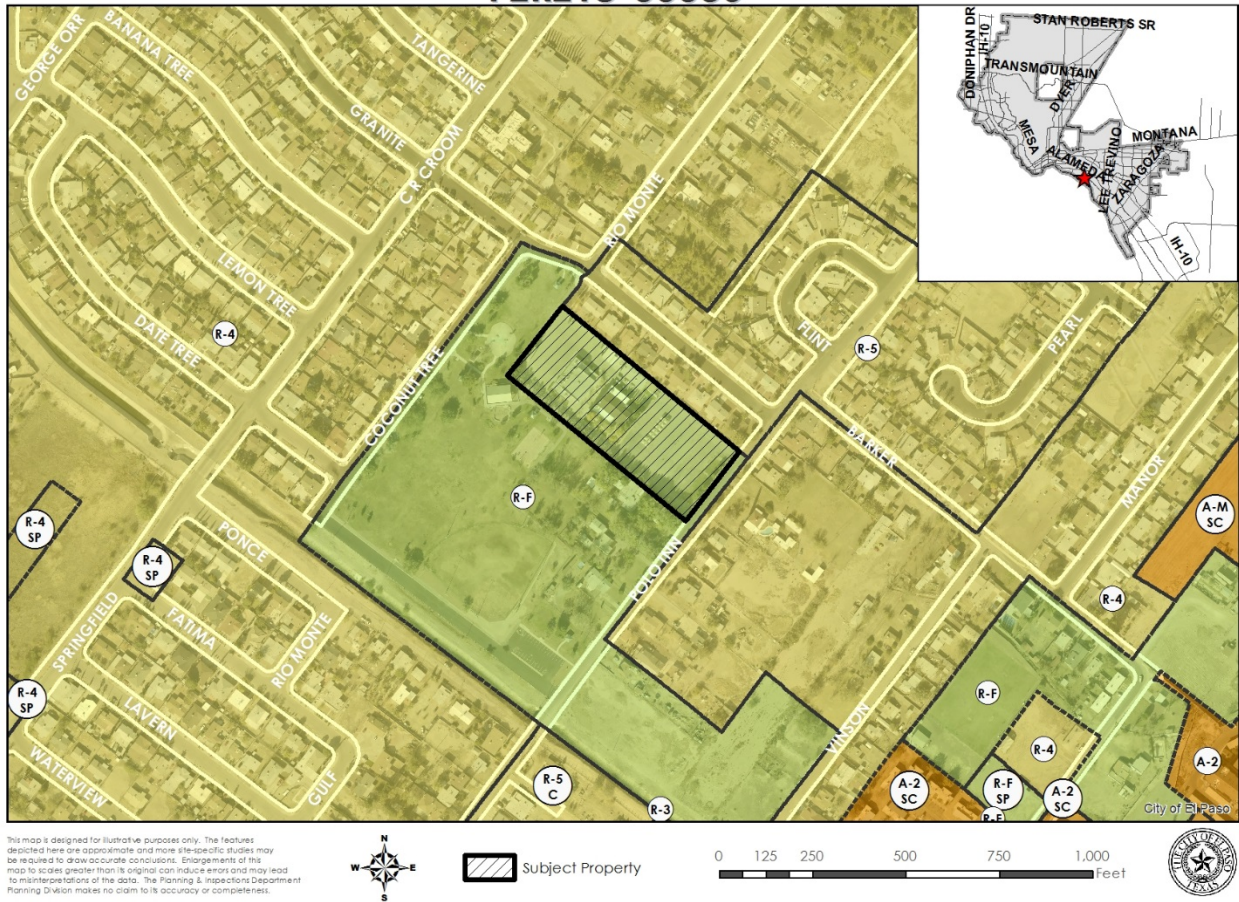 STAN ROBERTS SR
DONIPHAN DR
IH-10
TRANSMOUNTAIN
DYER
MESA
MONTANA
ALAMEDA
LEE TREVINO
ZARAGOZA
IH-10
GEORGE ORR
BANANA TREE
TANGERINE
GRANITE
C R CROOM
RIO MONTE
LEMON TREE
DATE TREE
R-4
COCONUT TREE
FLINT
R-5
PEARL
BARKER
MANOR
R-F
A-M
SC
R-4
SP
R-4
SP
PONCE
POLO INN
R-4
SPRINGFIELD
FATIMA
RIO MONTE
R-4
SP
LAVERN
R-F
R-4
VINSON
WATERVIEW
GULF
R-5
C
R-3
A-2
SC
R-F
SP
A-2
SC
A-2
R-F
City of El Paso
This map is designed for illustrative purposes only. The features
depicted here are approximate and more site-specific studies may
be required to draw accurate conclusions. Enlargements of this
map to scales greater than its original can induce errors and may lead
to misinterpretations of the data. The Planning & Inspections Department
Planning Division makes no claim to its accuracy or completeness.
N
W
E
S
Subject Property
0 125 250 500 750 1,000
Feet
THE CITY OF EL PASO
TEXAS